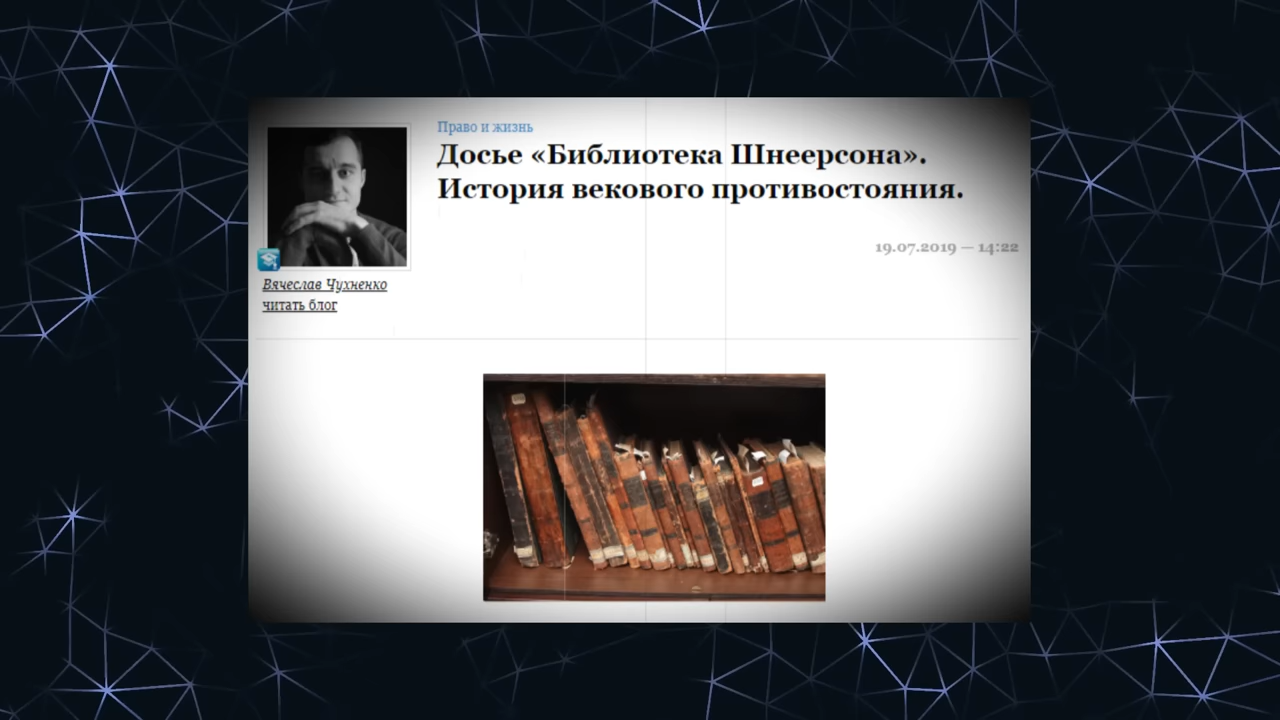 Право и жизнь
Досье «Библиотека Шнеерсона».
История векового противостояния.
19.07.2019 — 14:22
Вячеслав Чухненко
читать блог